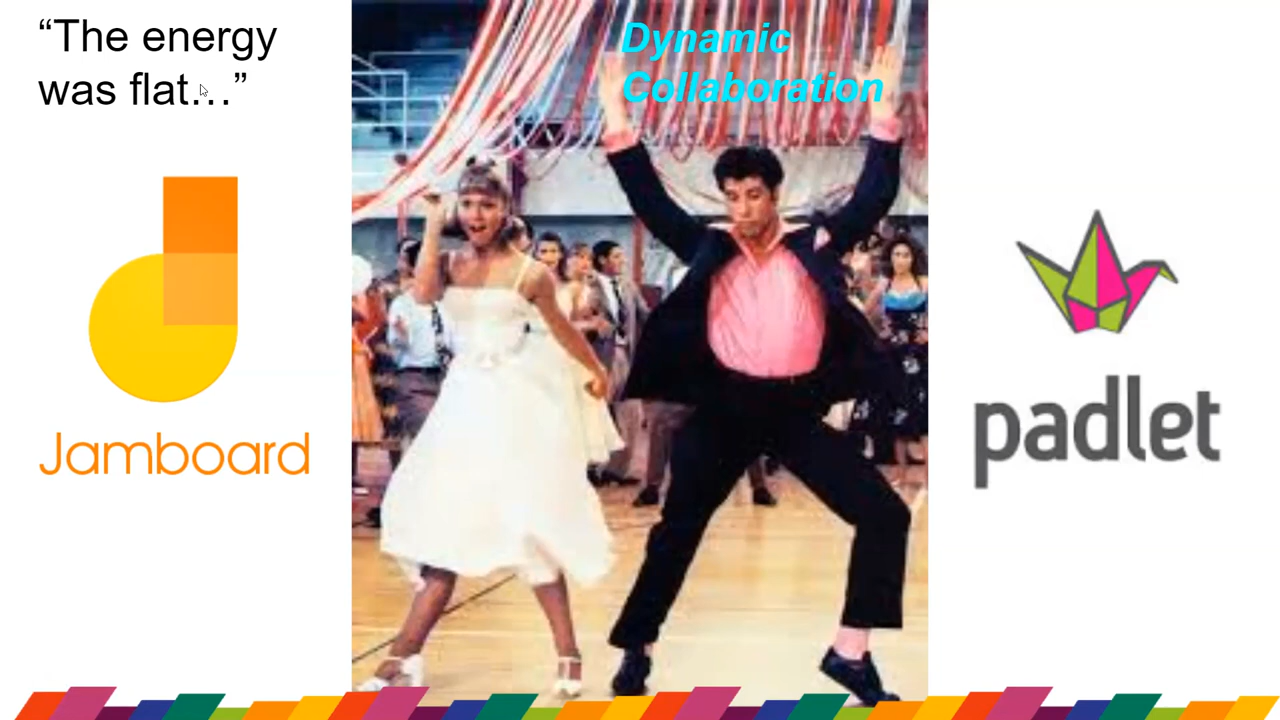 “The energy
was flat…”
Dynamic
Collaboration
Jamboard
padlet